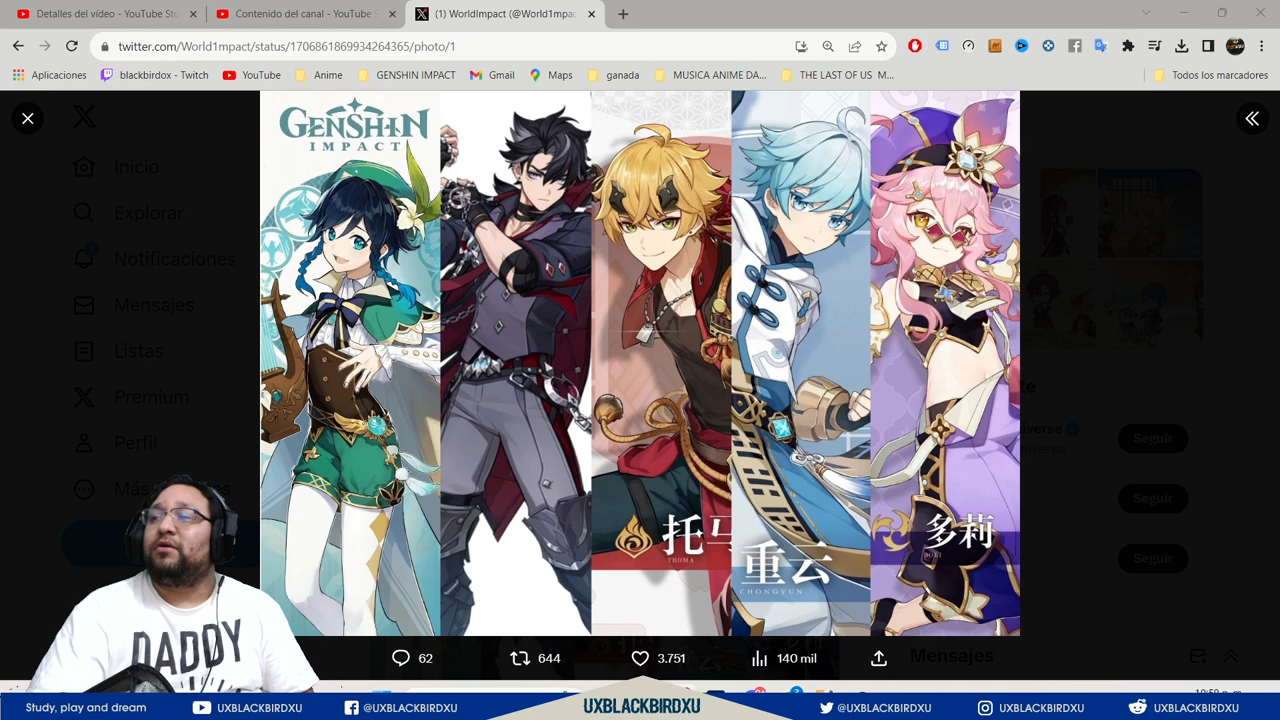 Detalles del vídeo - YouTube Stu
Contenido del canal - YouTube S
(1) WorldImpact (@World1mpac
twitter.com/World1mpact/status/1706861869934264365/photo/1
Aplicaciones
blackbirdox - Twitch
YouTube
Anime
GENSHIN IMPACT
Gmail
Maps
ganada
MUSICA ANIME DA...
THE LAST OF US M...
Todos los marcadores
GENSHIN
IMPACT
Inicio
Explorar
Notificaciones
Mensajes
Listas
Premium
Perfil
Más
Seguir
Seguir
Seguir
托马
THOMA
重云
CHONGYUN
多莉
DORI
DADDY
62
644
3.751
140 mil
Mensajes
Study, play and dream
UXBLACKBIRDXU
@UXBLACKBIRDXU
UXBLACKBIRDXU
@UXBLACKBIRDXU
UXBLACKBIRDXU
UXBLACKBIRDXU